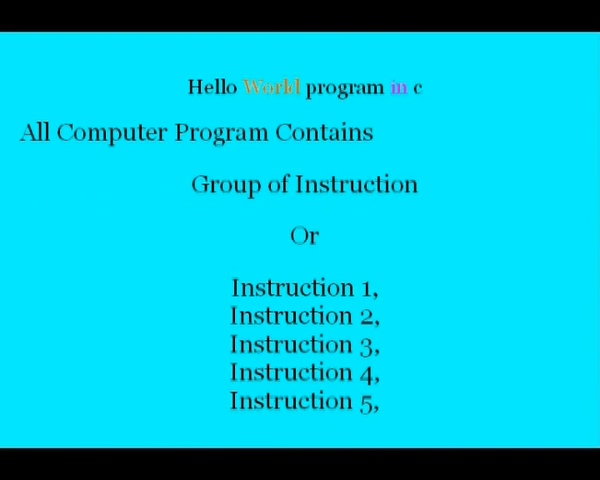 Hello World program in c
All Computer Program Contains
Group of Instruction
Or
Instruction 1,
Instruction 2,
Instruction 3,
Instruction 4,
Instruction 5,